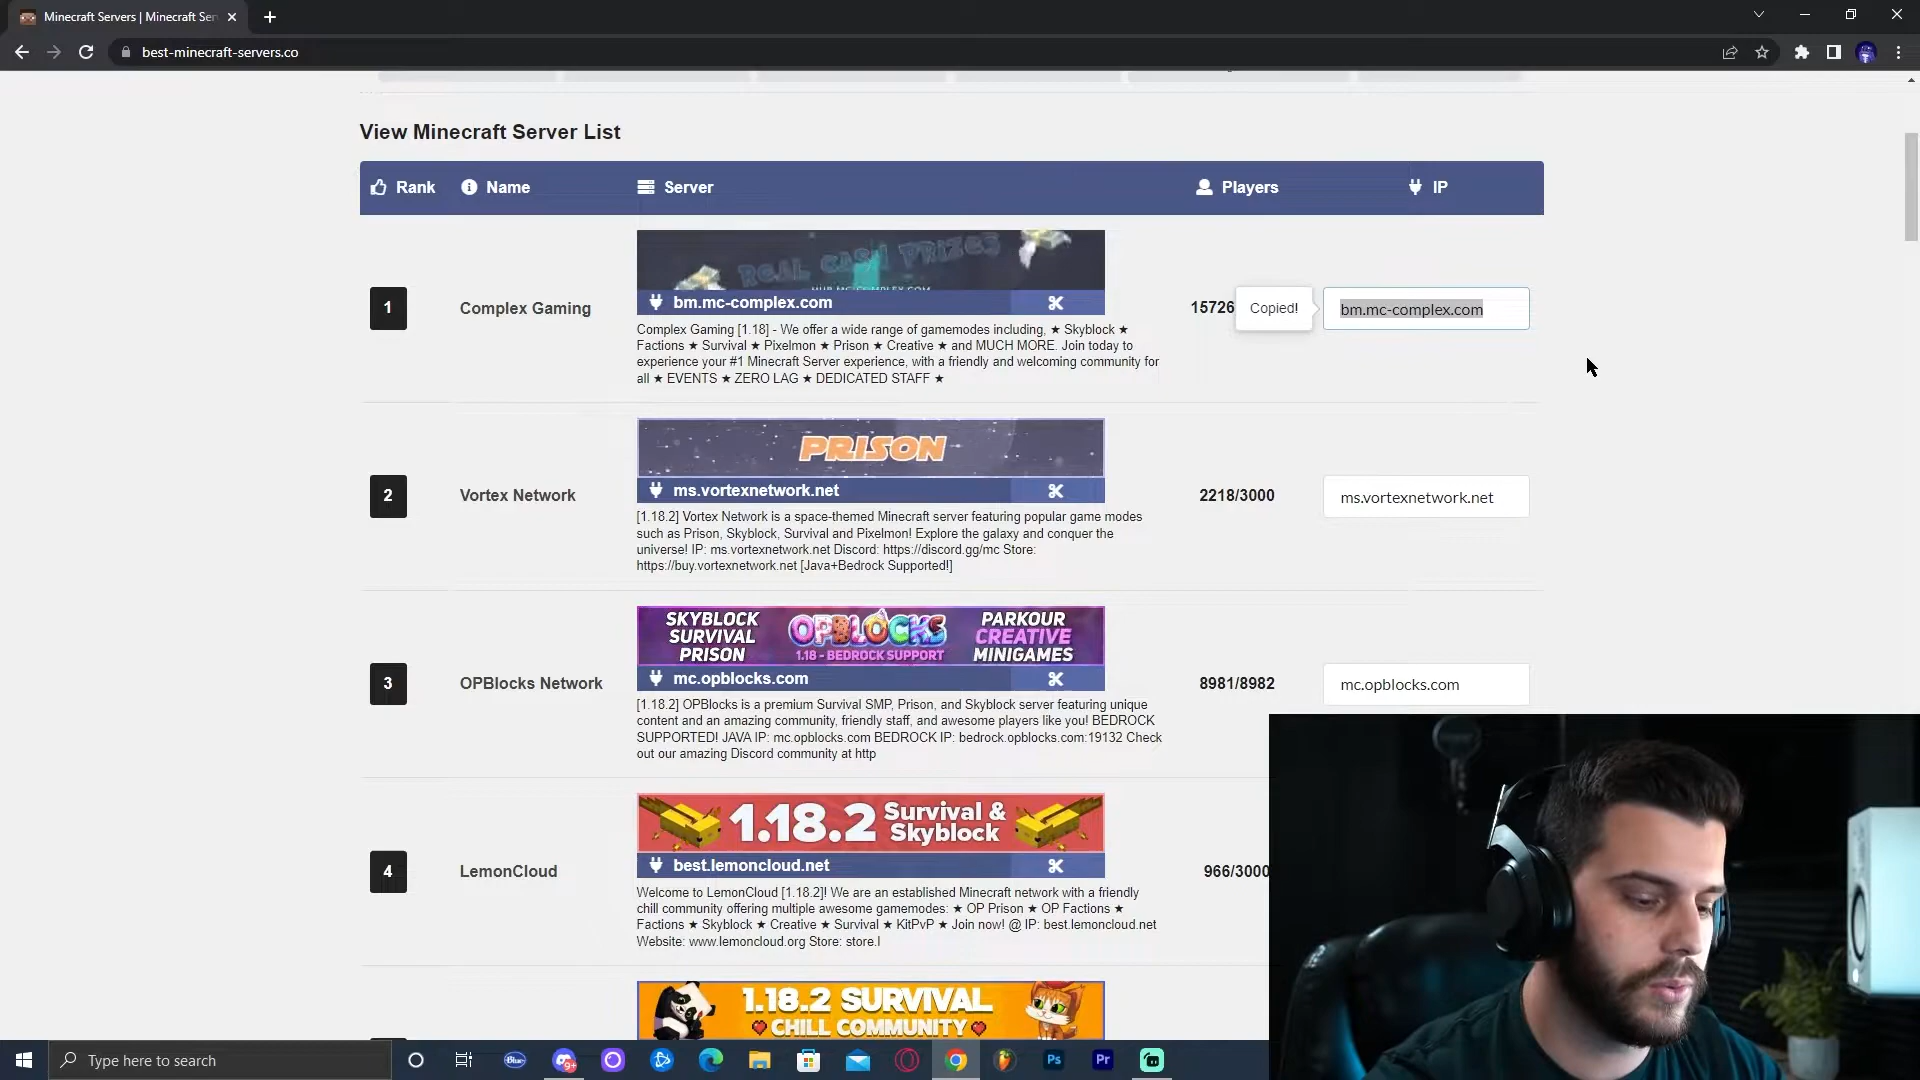 Minecraft Servers | Minecraft Ser
best-minecraft-servers.co
View Minecraft Server List
Rank Name Server Players IP
REAL CASH PRIZES
HUB.MC-COMPLEX.COM
1 Complex Gaming bm.mc-complex.com 15726 Copied! bm.mc-complex.com
Complex Gaming [1.18] - We offer a wide range of gamemodes including, ★ Skyblock ★
Factions ★ Survival ★ Pixelmon ★ Prison ★ Creative ★ and MUCH MORE. Join today to
experience your #1 Minecraft Server experience, with a friendly and welcoming community for
all ★ EVENTS ★ ZERO LAG ★ DEDICATED STAFF ★
PRISON
2 Vortex Network ms.vortexnetwork.net 2218/3000 ms.vortexnetwork.net
[1.18.2] Vortex Network is a space-themed Minecraft server featuring popular game modes
such as Prison, Skyblock, Survival and Pixelmon! Explore the galaxy and conquer the
universe! IP: ms.vortexnetwork.net Discord: https://discord.gg/mc Store:
https://buy.vortexnetwork.net [Java+Bedrock Supported!]
SKYBLOCK SURVIVAL PRISON
OPBLOCKS
1.18 - BEDROCK SUPPORT
PARKOUR CREATIVE MINIGAMES
3 OPBlocks Network mc.opblocks.com 8981/8982 mc.opblocks.com
[1.18.2] OPBlocks is a premium Survival SMP, Prison, and Skyblock server featuring unique
content and an amazing community, friendly staff, and awesome players like you! BEDROCK
SUPPORTED! JAVA IP: mc.opblocks.com BEDROCK IP: bedrock.opblocks.com:19132 Check
out our amazing Discord community at http
1.18.2 Survival & Skyblock
4 LemonCloud best.lemoncloud.net 966/3000
Welcome to LemonCloud [1.18.2]! We are an established Minecraft network with a friendly
chill community offering multiple awesome gamemodes: ★ OP Prison ★ OP Factions ★
Factions ★ Skyblock ★ Creative ★ Survival ★ KitPvP ★ Join now! @ IP: best.lemoncloud.net
Website: www.lemoncloud.org Store: store.l
1.18.2 SURVIVAL
CHILL COMMUNITY
Type here to search
Blue
9+
Ps
Pr